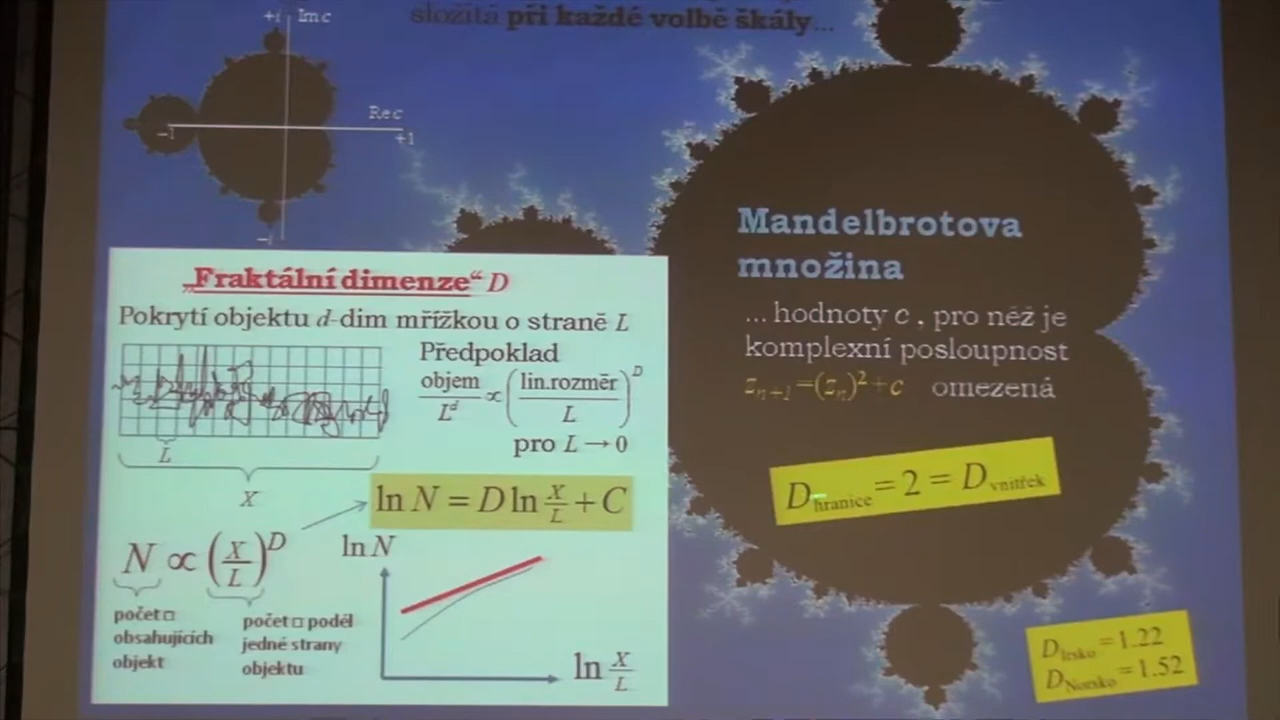 složitá při každé volbě škály...
+i Im c
Re c
-1
+1
-i
„Fraktální dimenze“ D
Pokrytí objektu d-dim mřížkou o straně L
Předpoklad
objem / L^d ∝ (lin.rozměr / L)^D
pro L → 0
L
X
ln N = D ln X/L + C
N ∝ (X/L)^D
počet □
obsahujících
objekt
počet □ podél
jedné strany
objektu
ln N
ln X/L
Mandelbrotova
množina
... hodnoty c , pro něž je
komplexní posloupnost
z_{n+1}=(z_n)²+c omezená
D_hranice = 2 = D_vnitřek
D_Irsko = 1.22
D_Norsko = 1.52